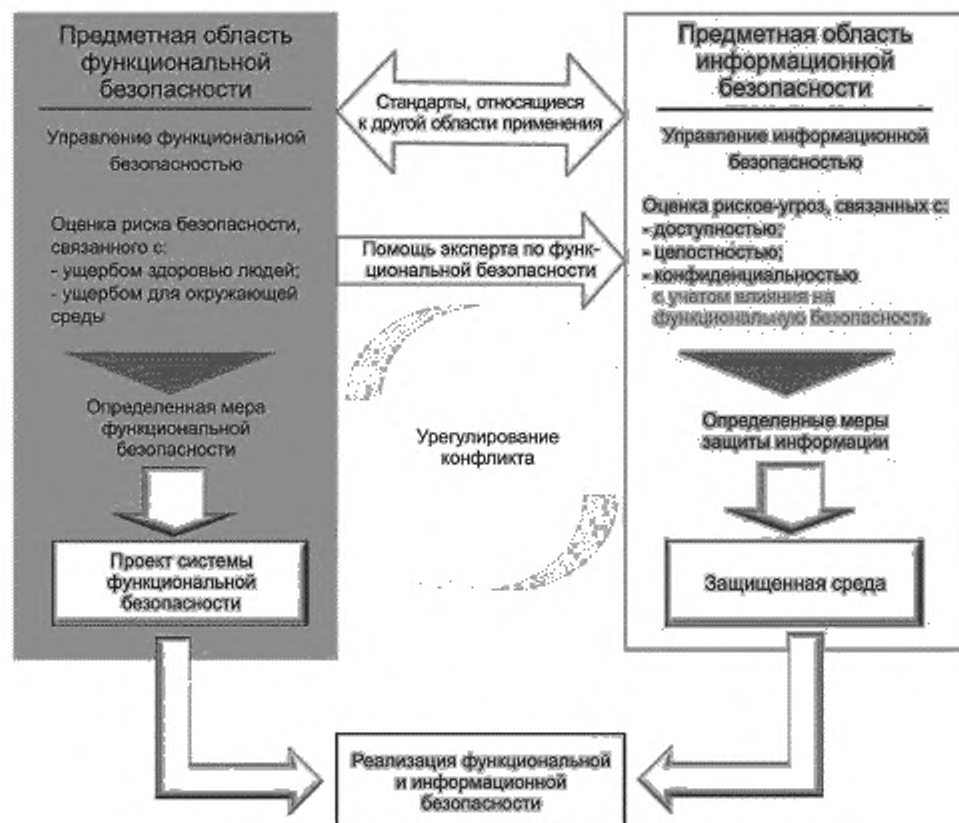 Предметная область
функциональной
безопасности
Управление функциональной
безопасностью
Оценка риска безопасности,
связанного с:
- ущербом здоровью людей;
- ущербом для окружающей
среды
Определенная мера
функциональной
безопасности
Проект системы
функциональной
безопасности
Стандарты, относящиеся
к другой области применения
Помощь эксперта по функ-
циональной безопасности
Урегулирование
конфликта
Предметная область
информационной
безопасности
Управление информационной
безопасностью
Оценка рисков-угроз, связанных с:
- доступностью;
- целостностью;
- конфиденциальностью
с учатом влияния на
функциональную безопасность
Определенные меры
защиты информации
Защищенная среда
Реализация функциональной
и информационной
безопасности